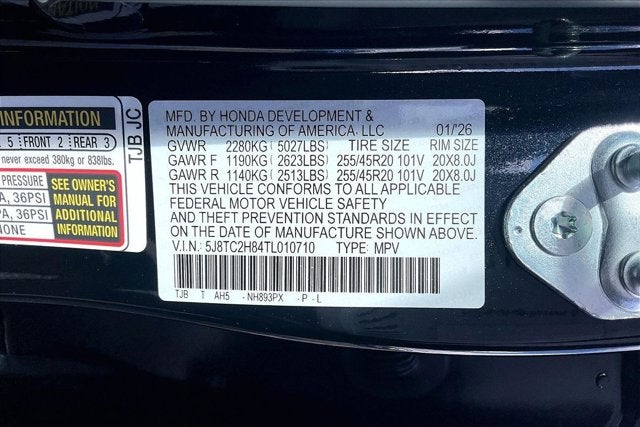 INFORMATION
5 FRONT 2 REAR 3
never exceed 380kg or 838lbs.
PRESSURE
A, 36PSI
PA, 36PSI
NONE
SEE OWNER'S
MANUAL FOR
ADDITIONAL
INFORMATION
TJB JC
MFD. BY HONDA DEVELOPMENT &
MANUFACTURING OF AMERICA, LLC 01/26
GVWR 2280KG (5027LBS) TIRE SIZE RIM SIZE
GAWR F 1190KG (2623LBS) 255/45R20 101V 20X8.0J
GAWR R 1140KG (2513LBS) 255/45R20 101V 20X8.0J
THIS VEHICLE CONFORMS TO ALL APPLICABLE
FEDERAL MOTOR VEHICLE SAFETY
AND THEFT PREVENTION STANDARDS IN EFFECT
ON THE DATE OF MANUFACTURE SHOWN ABOVE.
V.I.N: 5J8TC2H84TL010710 TYPE: MPV
TJB T AH5 -NH893PX -P-L